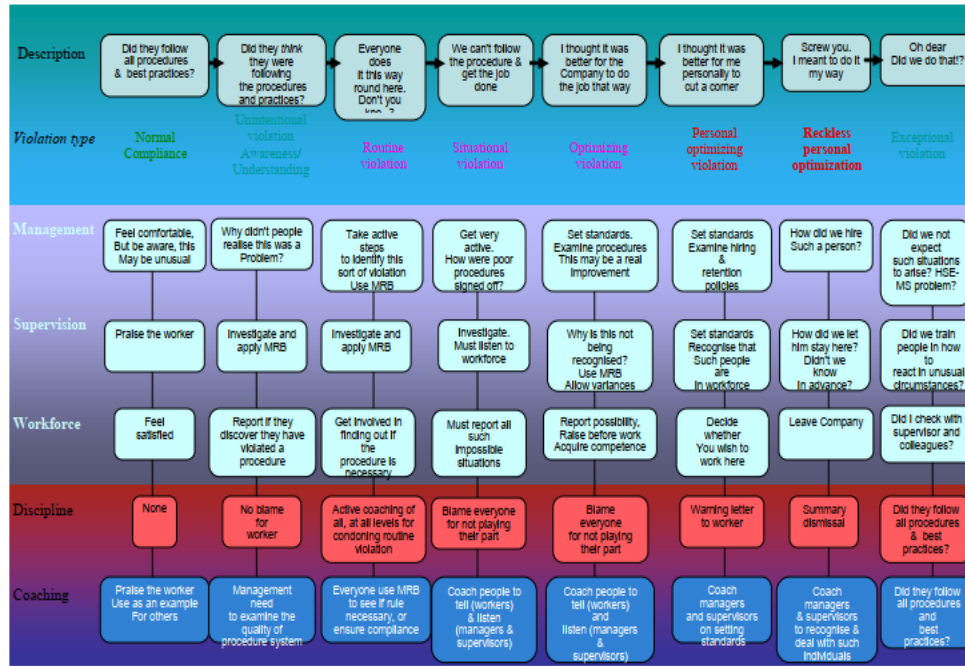 Description
Did they follow
all procedures
& best practices?
Did they think
they were
following
the procedures
and practices?
Everyone
does
It this way
round here.
Don't you
We can't follow
the procedure &
get the job
done
I thought it was
better for the
Company to do
the job that way
I thought it was
better for me
personally to
cut a corner
Screw you.
I meant to do it
my way
Oh dear
Did we do that!?
Violation type
Normal
Compliance
Unintentional
violation
Awareness/
Understanding
Routine
violation
Situational
violation
Optimizing
violation
Personal
optimizing
violation
Reckless
personal
optimization
Exceptional
violation
Management
Feel comfortable,
But be aware, this
May be unusual
Why didn't people
realise this was a
Problem?
Take active
steps
to identify this
sort of violation
Use MRB
Get very
active.
How were poor
procedures
signed off?
Set standards.
Examine procedures
This may be a real
Improvement
Set standards
Examine hiring
&
retention
policies
How did we hire
Such a person?
Did we not
expect
such situations
to arise? HSE-
MS problem?
Supervision
Praise the worker
Investigate and
apply MRB
Investigate and
apply MRB
Investigate.
Must listen to
workforce
Why is this not
being
recognised?
Use MRB
Allow variances
Set standards
Recognise that
Such people
are
In workforce
How did we let
him stay here?
Didn't we
know
In advance?
Did we train
people in how
to
react in unusual
circumstances?
Workforce
Feel
satisfied
Report if they
discover they have
violated a
procedure
Get involved in
finding out if
the
procedure is
necessary
Must report all
such
Impossible
situations
Report possibility,
Raise before work
Acquire competence
Decide
whether
You wish to
work here
Leave Company
Did I check with
supervisor and
colleagues?
Discipline
None
No blame
for
worker
Active coaching of
all, at all levels for
condoning routine
violation
Blame everyone
for not playing
their part
Blame
everyone
for not playing
their part
Warning letter
to worker
Summary
dismissal
Did they follow
all procedures
& best
practices?
Coaching
Praise the worker
Use as an example
For others
Management
need
to examine the
quality of
procedure system
Everyone use MRB
to see if rule
necessary, or
ensure compliance
Coach people to
tell (workers)
& listen
(managers &
supervisors)
Coach people to
tell (workers)
and
listen (managers
&
supervisors)
Coach
managers
and supervisors
on setting
standards
Coach
managers
& supervisors
to recognise &
deal with such
individuals
Did they follow
all procedures
and
best
practices?